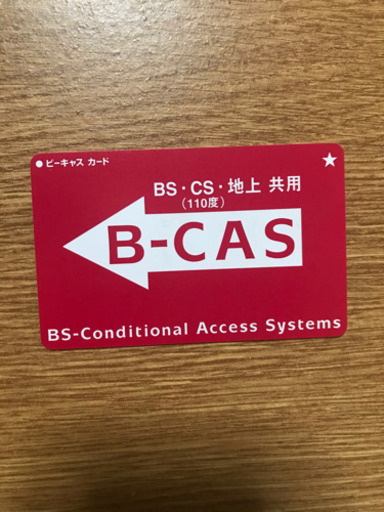 ●ビーキャス カード ★
BS・CS・地上 共用
(110度)
B-CAS
BS-Conditional Access Systems